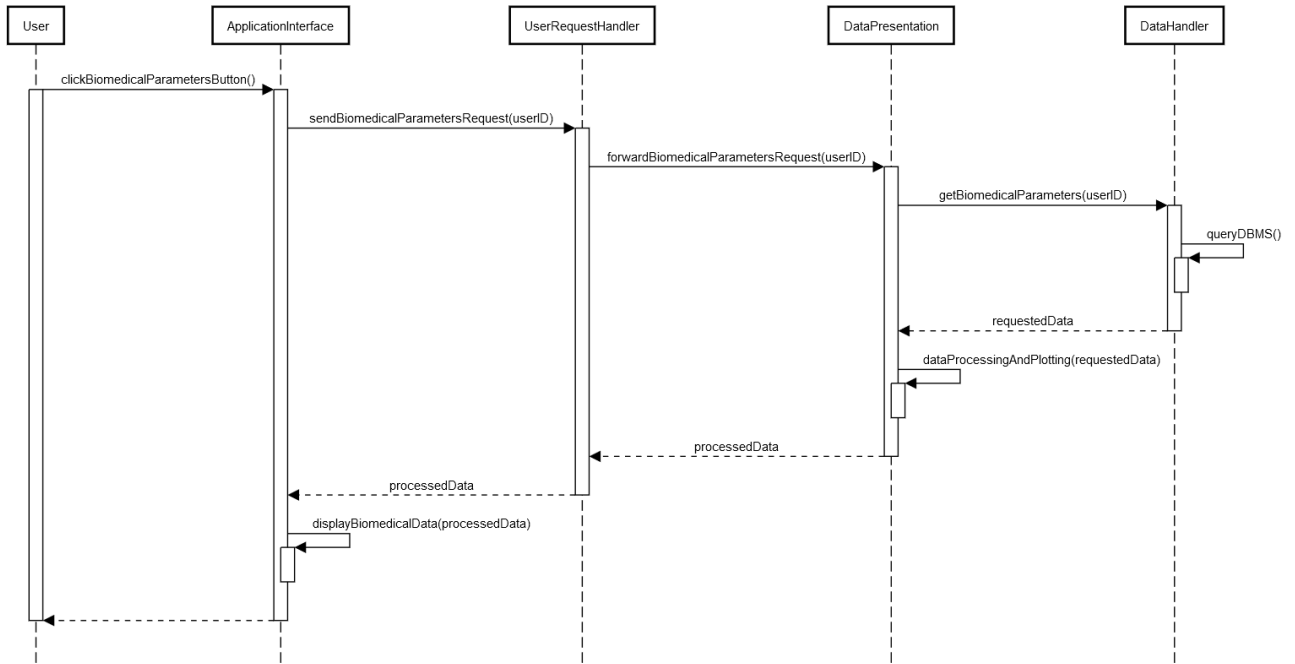 User
ApplicationInterface
UserRequestHandler
DataPresentation
DataHandler
clickBiomedicalParametersButton()
sendBiomedicalParametersRequest(userID)
forwardBiomedicalParametersRequest(userID)
getBiomedicalParameters(userID)
queryDBMS()
requestedData
dataProcessingAndPlotting(requestedData)
processedData
processedData
displayBiomedicalData(processedData)